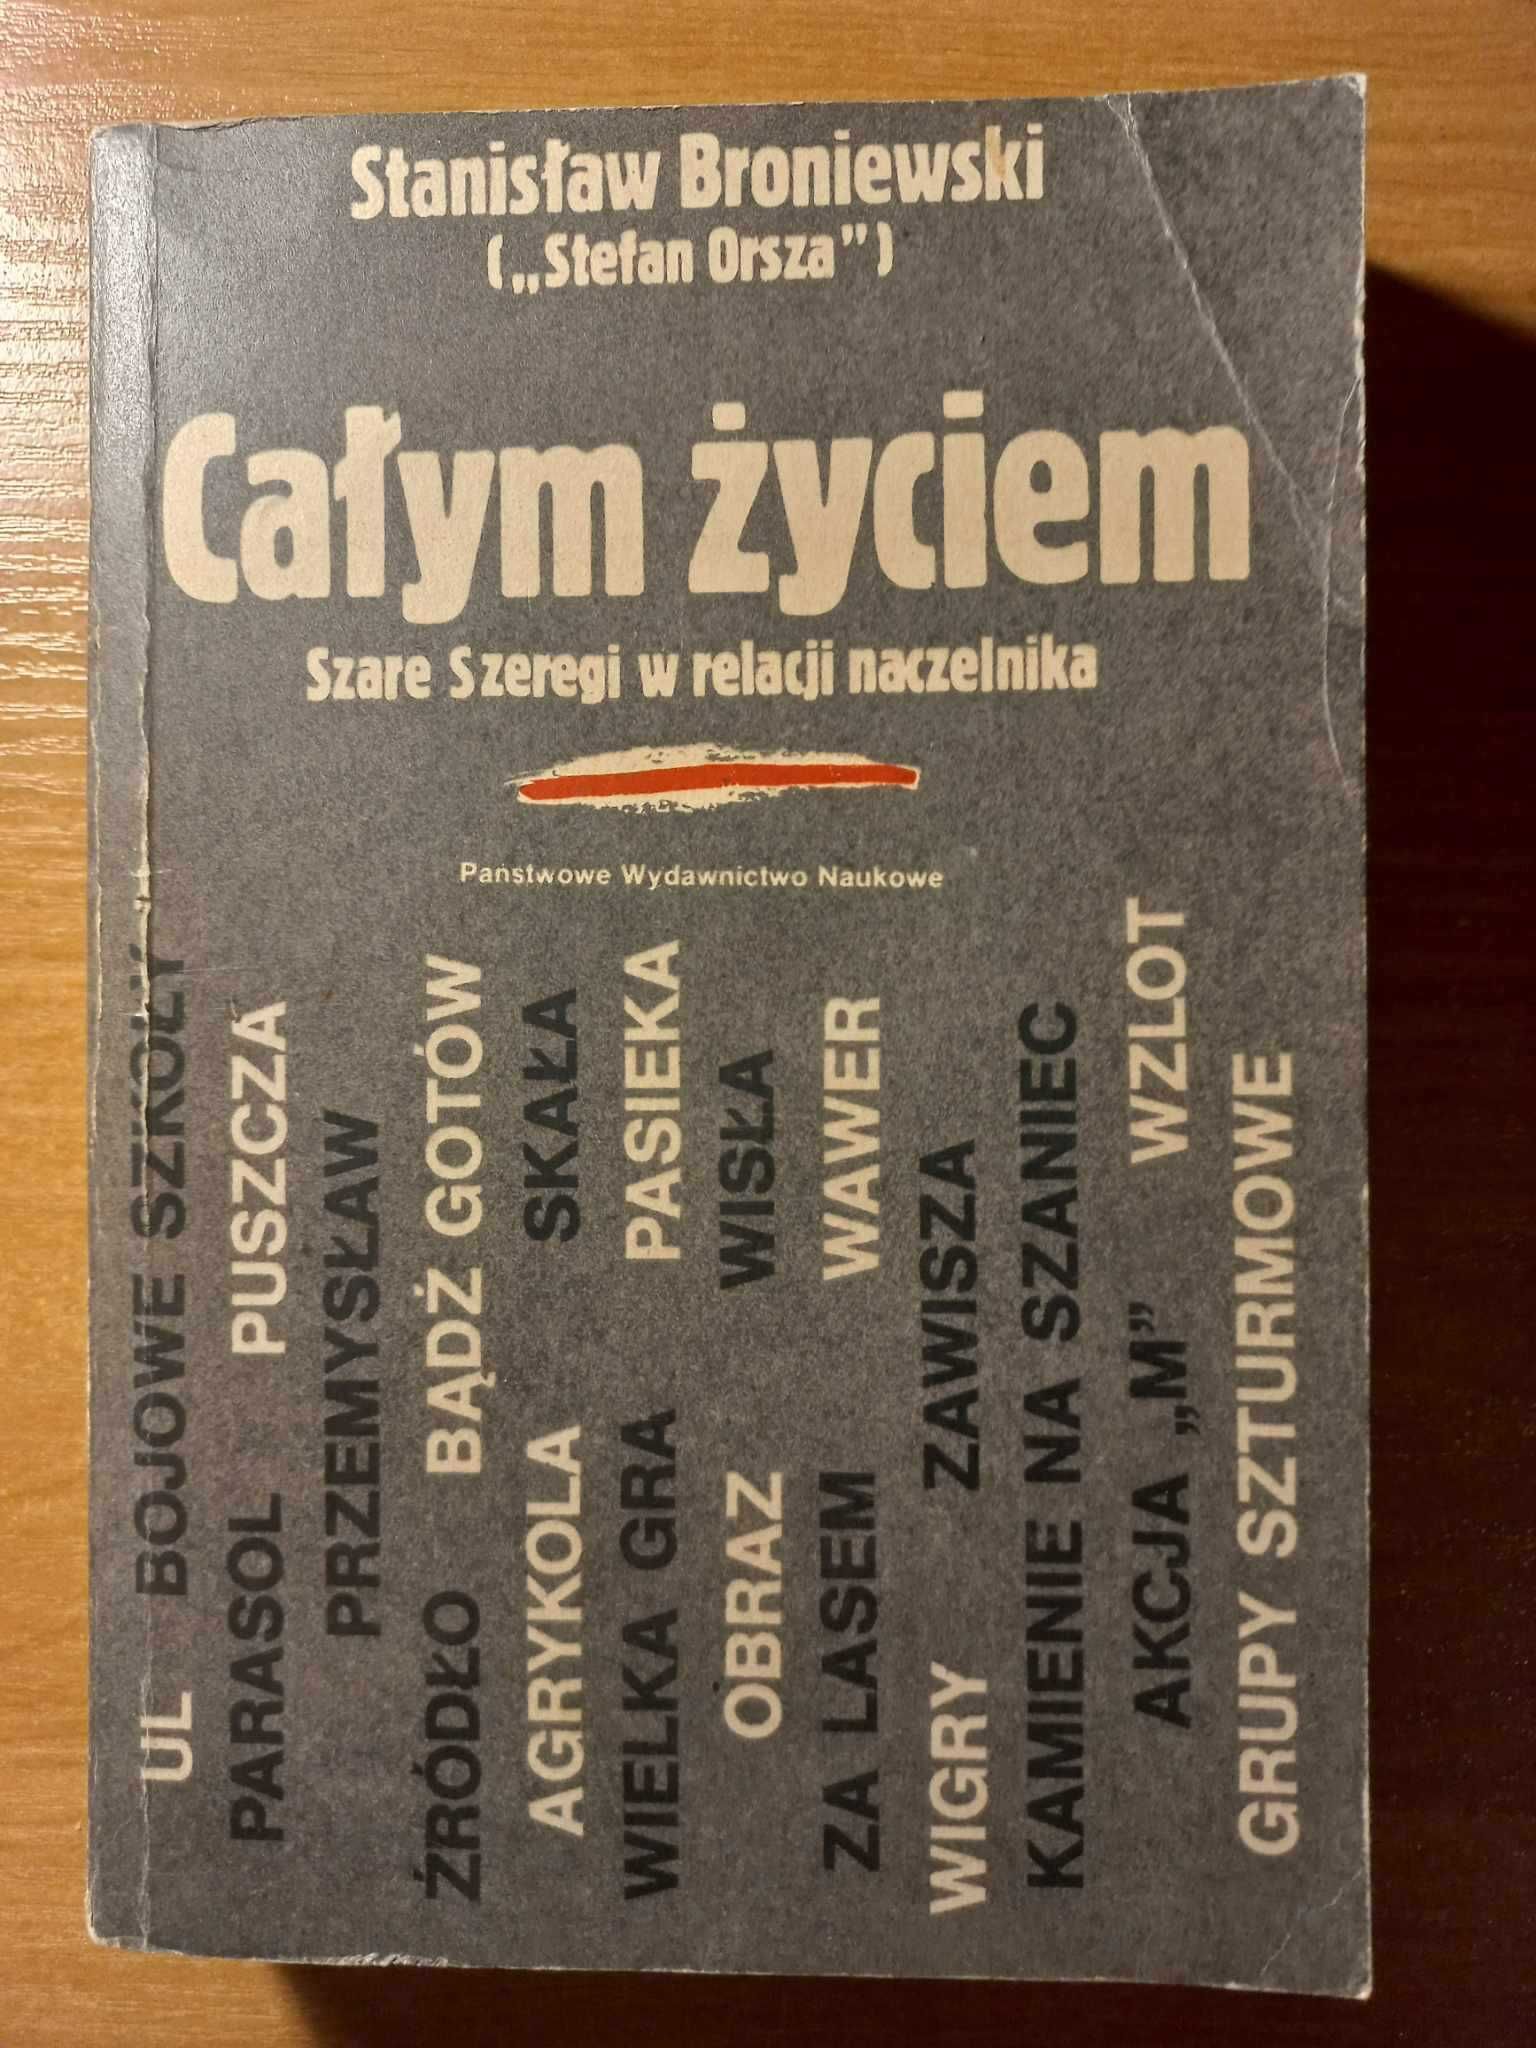 Stanisław Broniewski
(„Stefan Orsza”)
Całym życiem
Szare Szeregi w relacji naczelnika
Państwowe Wydawnictwo Naukowe
UL BOJOWE SZKOŁY
PARASOL PUSZCZA
PRZEMYSŁAW
ŹRÓDŁO BĄDŹ GOTÓW
AGRYKOLA SKAŁA
WIELKA GRA PASIEKA
OBRAZ WISŁA
ZA LASEM WAWER
WIGRY ZAWISZA
KAMIENIE NA SZANIEC
AKCJA „M” WZLOT
GRUPY SZTURMOWE